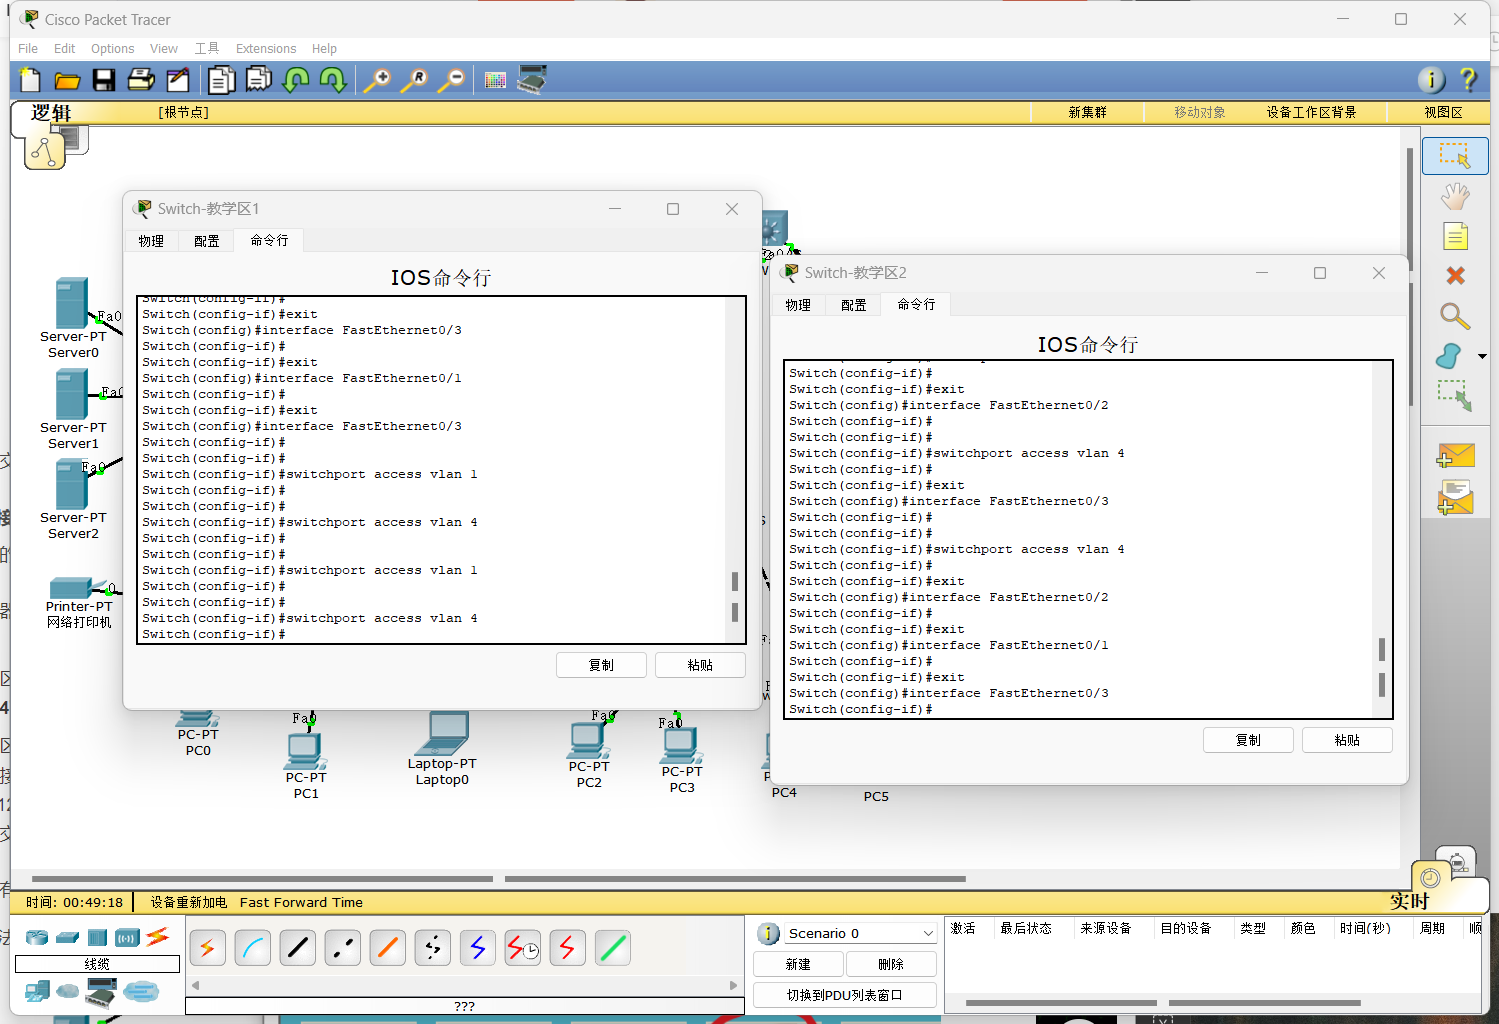 Cisco Packet Tracer
File Edit Options View 工具 Extensions Help
逻辑 [根节点] 新集群 移动对象 设备工作区背景 视图区
Switch-教学区1
物理 配置 命令行
IOS命令行
Switch(config-if)#
Switch(config-if)#exit
Switch(config)#interface FastEthernet0/3
Switch(config-if)#
Switch(config-if)#exit
Switch(config)#interface FastEthernet0/1
Switch(config-if)#
Switch(config-if)#exit
Switch(config)#interface FastEthernet0/3
Switch(config-if)#
Switch(config-if)#
Switch(config-if)#switchport access vlan 1
Switch(config-if)#
Switch(config-if)#
Switch(config-if)#switchport access vlan 4
Switch(config-if)#
Switch(config-if)#
Switch(config-if)#switchport access vlan 1
Switch(config-if)#
Switch(config-if)#
Switch(config-if)#switchport access vlan 4
Switch(config-if)#
复制 粘贴
Switch-教学区2
物理 配置 命令行
IOS命令行
Switch(config-if)#
Switch(config-if)#exit
Switch(config)#interface FastEthernet0/2
Switch(config-if)#
Switch(config-if)#
Switch(config-if)#switchport access vlan 4
Switch(config-if)#
Switch(config-if)#exit
Switch(config)#interface FastEthernet0/3
Switch(config-if)#
Switch(config-if)#
Switch(config-if)#switchport access vlan 4
Switch(config-if)#
Switch(config-if)#exit
Switch(config)#interface FastEthernet0/2
Switch(config-if)#
Switch(config-if)#exit
Switch(config)#interface FastEthernet0/1
Switch(config-if)#
Switch(config-if)#exit
Switch(config)#interface FastEthernet0/3
Switch(config-if)#
复制 粘贴
Fa0
Server-PT
Server0
Fa0
Server-PT
Server1
Fa0
Server-PT
Server2
Printer-PT
网络打印机
PC-PT
PC0
Fa0
PC-PT
PC1
Laptop-PT
Laptop0
Fa0
PC-PT
PC2
Fa0
PC-PT
PC3
PC4
PC5
时间: 00:49:18 设备重新加电 Fast Forward Time 实时
线缆
???
Scenario 0
新建 删除
切换到PDU列表窗口
激活 最后状态 来源设备 目的设备 类型 颜色 时间(秒) 周期 顺